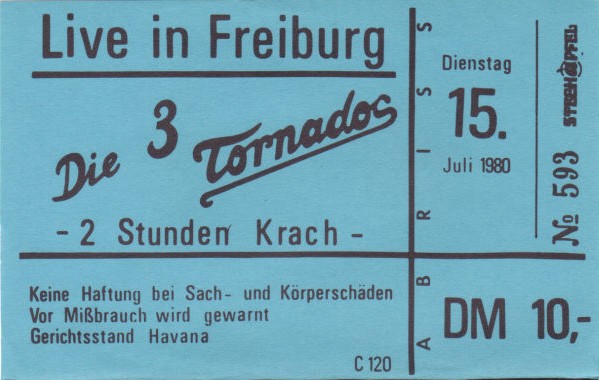 Live in Freiburg
Die 3 Tornados
- 2 Stunden Krach -
Keine Haftung bei Sach- und Körperschäden
Vor Mißbrauch wird gewarnt
Gerichtsstand Havana
C 120
ABRISS
Dienstag
15.
Juli 1980
DM 10,-
№ 593
STECHAPFEL